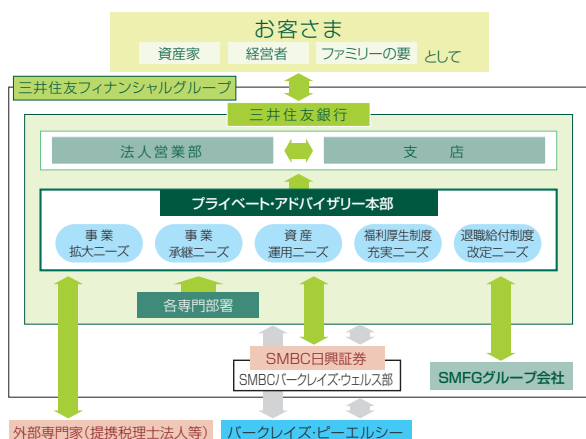 お客さま
資産家 経営者 ファミリーの要 として
三井住友フィナンシャルグループ
三井住友銀行
法人営業部 支店
プライベート・アドバイザリー本部
事業 事業 資産 福利厚生制度 退職給付制度
拡大ニーズ 承継ニーズ 運用ニーズ 充実ニーズ 改定ニーズ
各専門部署
SMBC日興証券
SMBCバークレイズ・ウェルス部
SMFGグループ会社
外部専門家(提携税理士法人等) バークレイズ・ピーエルシー